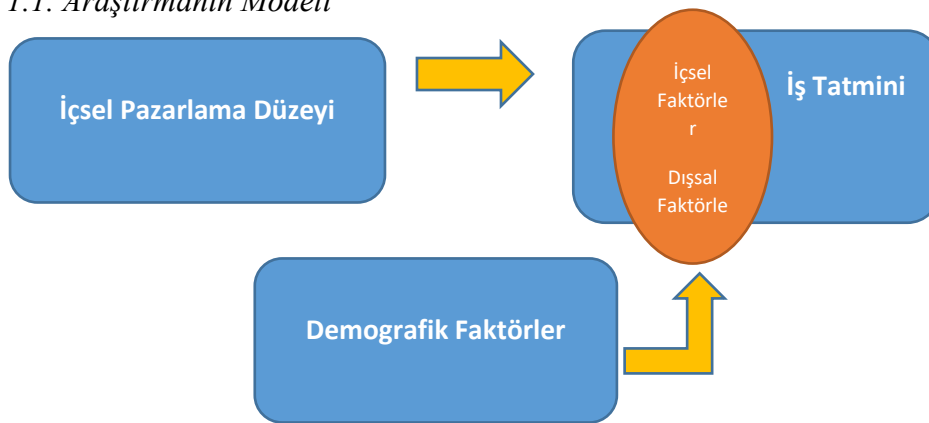 1.1. Araştırmanın Modeli
İçsel Pazarlama Düzeyi
İçsel
Faktörle
r
Dışsal
Faktörle
İş Tatmini
Demografik Faktörler